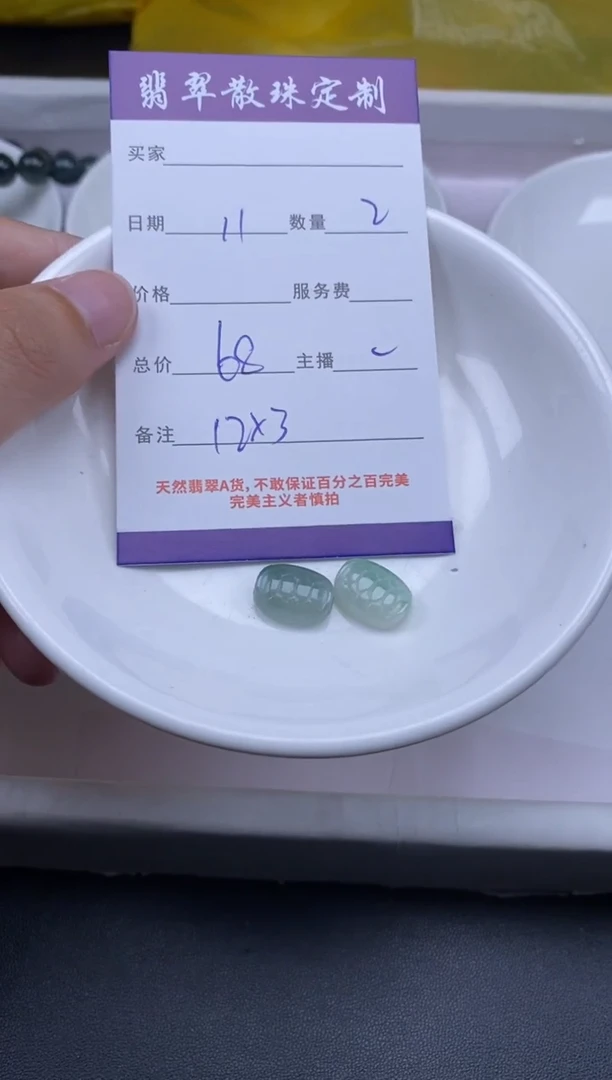 翡翠散珠定制
买家
日期 11 数量 2
价格 服务费
总价 68 主播
备注 12×3
天然翡翠A货,不敢保证百分之百完美
完美主义者慎拍